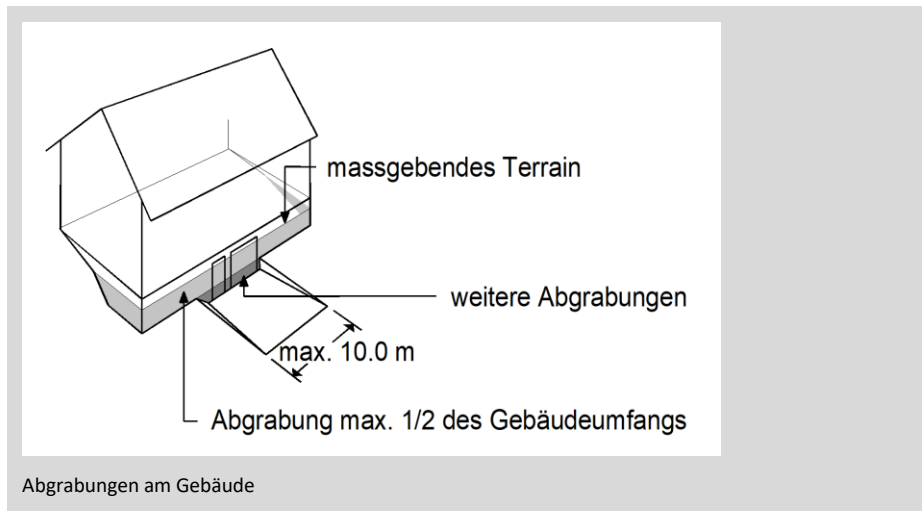 massgebendes Terrain
weitere Abgrabungen
max. 10.0 m
Abgrabung max. 1/2 des Gebäudeumfangs
Abgrabungen am Gebäude